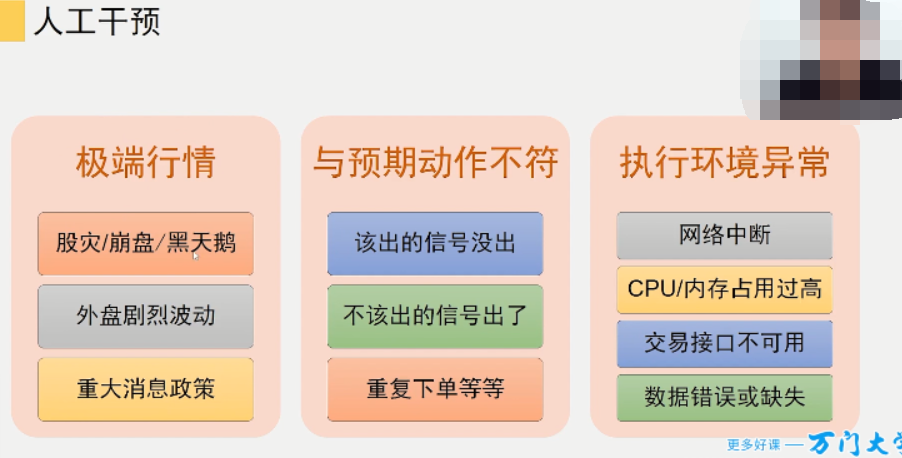 人工干预
极端行情
股灾/崩盘/黑天鹅
外盘剧烈波动
重大消息政策
与预期动作不符
该出的信号没出
不该出的信号出了
重复下单等等
执行环境异常
网络中断
CPU/内存占用过高
交易接口不可用
数据错误或缺失
更多好课 — 万门大学